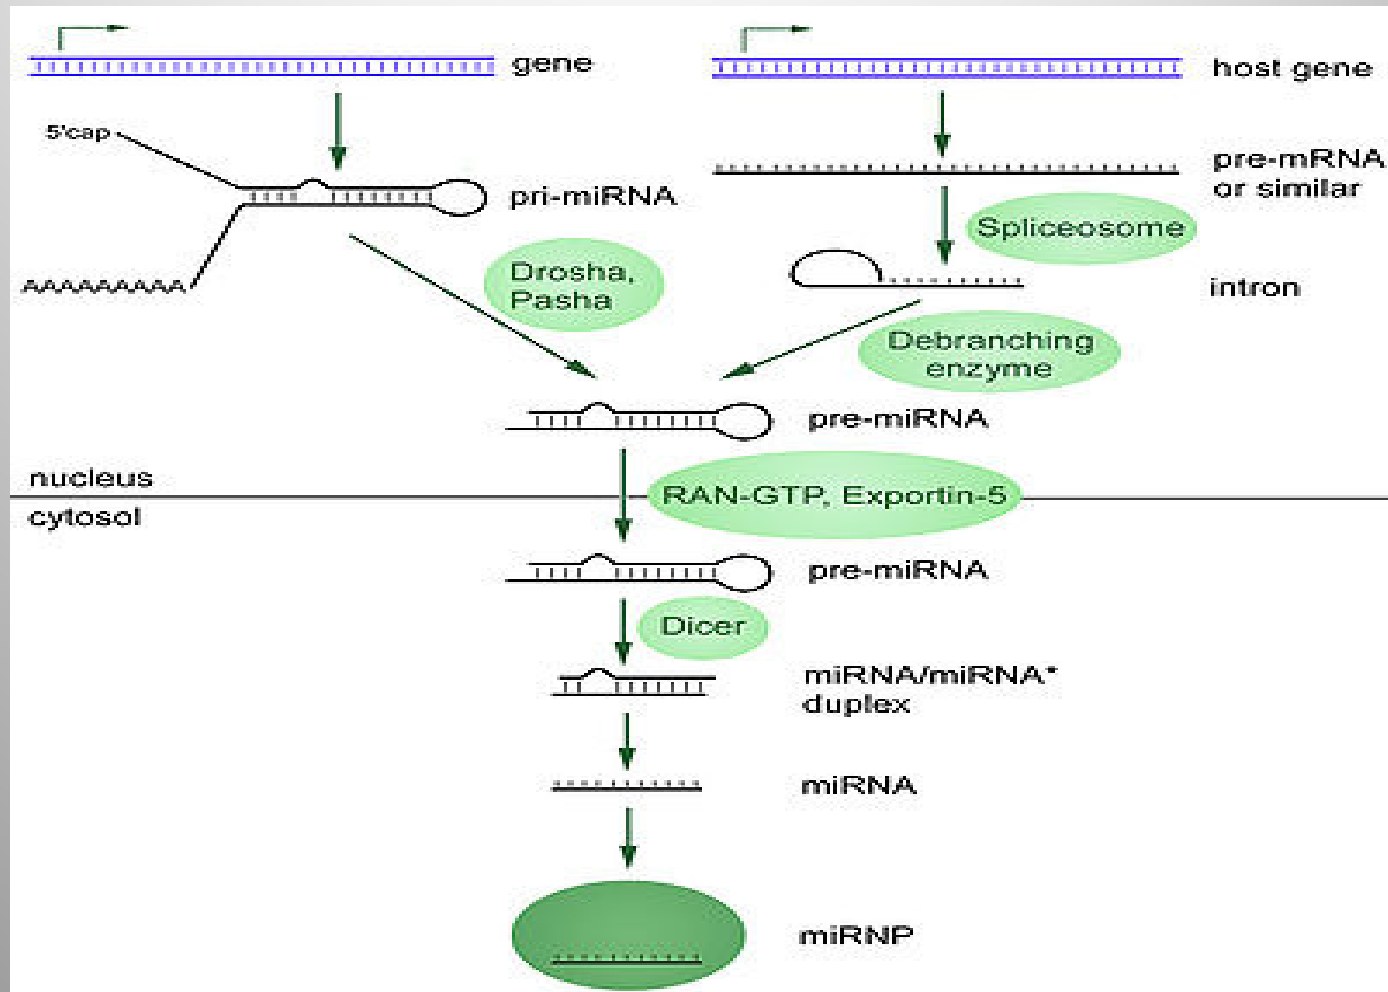 gene
host gene
5'cap
pri-miRNA
pre-mRNA
or similar
Spliceosome
Drosha,
Pasha
AAAAAAAAA
intron
Debranching
enzyme
pre-miRNA
nucleus
RAN-GTP, Exportin-5
cytosol
pre-miRNA
Dicer
miRNA/miRNA*
duplex
miRNA
miRNP